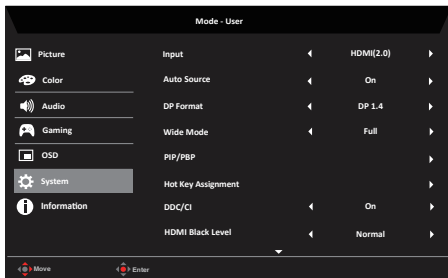 Mode - User
Picture
Color
Audio
Gaming
OSD
System
Information
Input HDMI(2.0)
Auto Source On
DP Format DP 1.4
Wide Mode Full
PIP/PBP
Hot Key Assignment
DDC/CI On
HDMI Black Level Normal
Move Enter